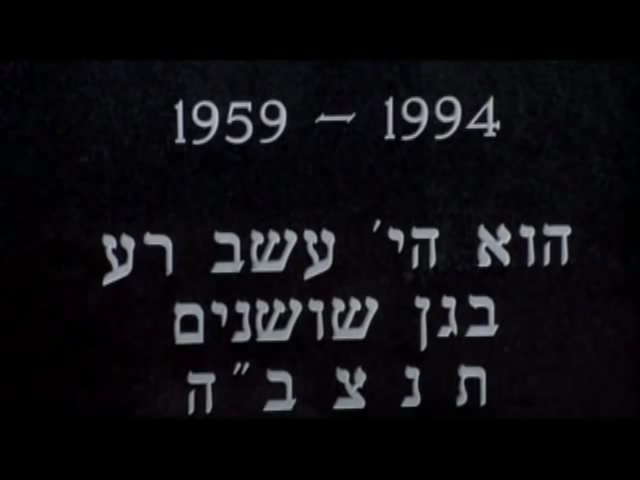 1959 – 1994
הוא הי' עשב רע
בגן שושנים
ת נ צ ב"ה